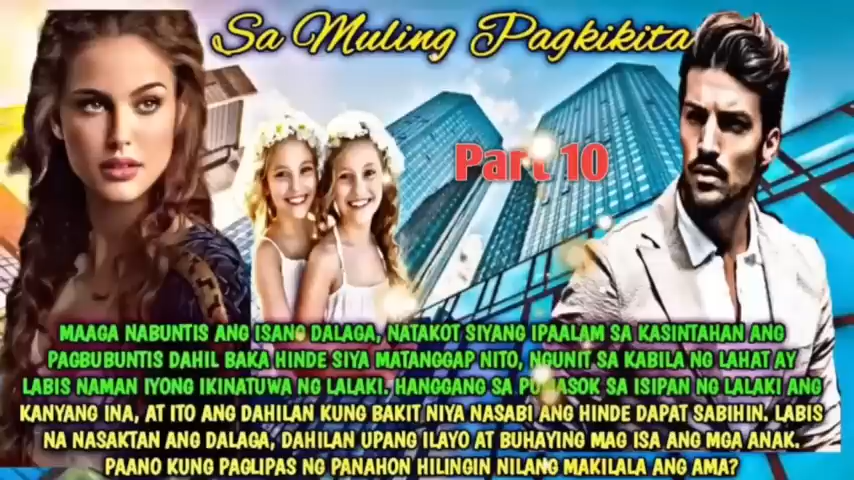 Sa Muling Pagkikita
Part 10
MAAGA NABUNTIS ANG ISANG DALAGA, NATAKOT SIYANG IPAALAM SA KASINTAHAN ANG
PAGBUBUNTIS DAHIL BAKA HINDE SIYA MATANGGAP NITO, NGUNIT SA KABILA NG LAHAT AY
LABIS NAMAN IYONG IKINATUWA NG LALAKI. HANGGANG SA PUMASOK SA ISIPAN NG LALAKI ANG
KANYANG INA, AT ITO ANG DAHILAN KUNG BAKIT NIYA NASABI ANG HINDE DAPAT SABIHIN. LABIS
NA NASAKTAN ANG DALAGA, DAHILAN UPANG ILAYO AT BUHAYING MAG ISA ANG MGA ANAK.
PAANO KUNG PAGLIPAS NG PANAHON HILINGIN NILANG MAKILALA ANG AMA?